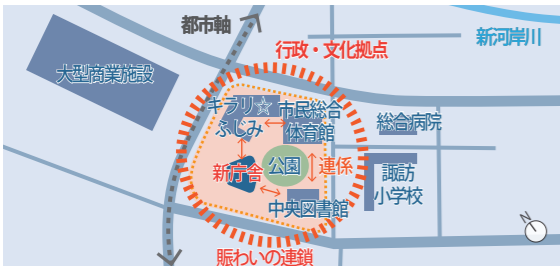 都市軸
新河岸川
行政・文化拠点
大型商業施設
キラリ☆
ふじみ
市民総合
体育館
総合病院
新庁舎
公園
連係
諏訪
小学校
中央図書館
賑わいの連鎖
N